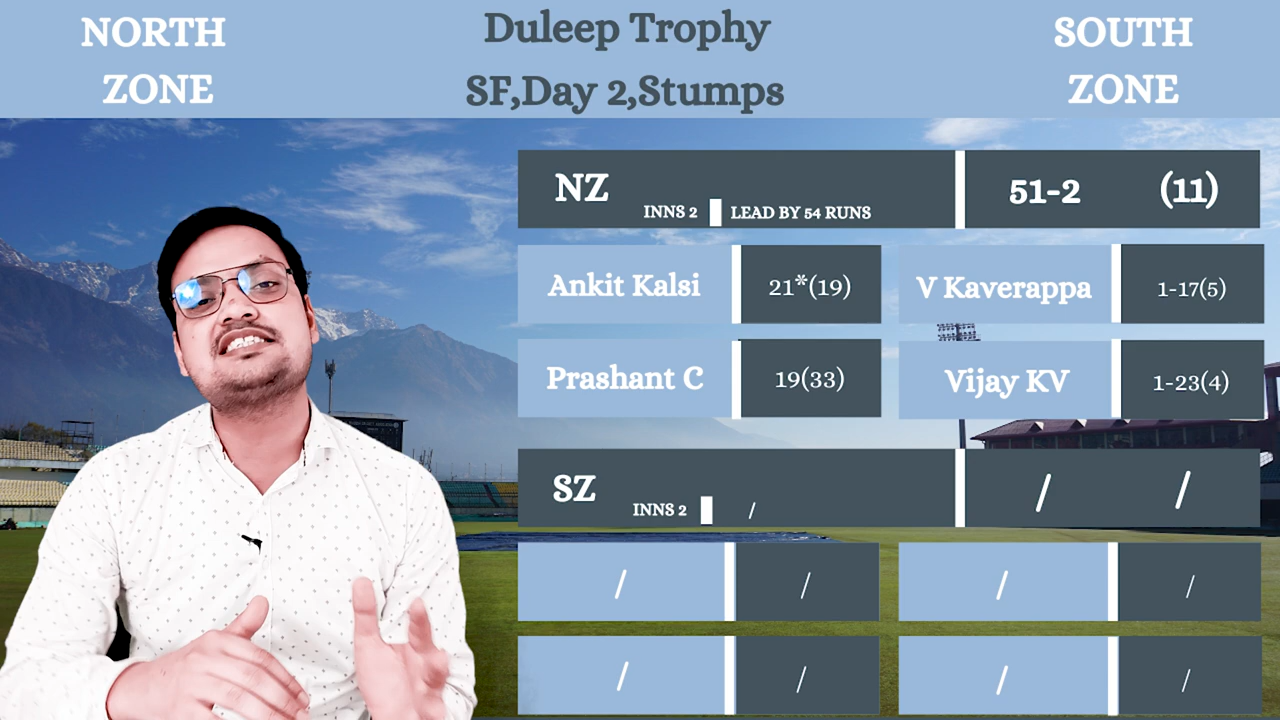 NORTH
ZONE
Duleep Trophy
SF,Day 2,Stumps
SOUTH
ZONE
NZ
INNS 2
LEAD BY 54 RUNS
51-2
(11)
Ankit Kalsi
21*(19)
V Kaverappa
1-17(5)
Prashant C
19(33)
Vijay KV
1-23(4)
SZ
INNS 2
/
/
/
/
/
/
/
/
/
/
/